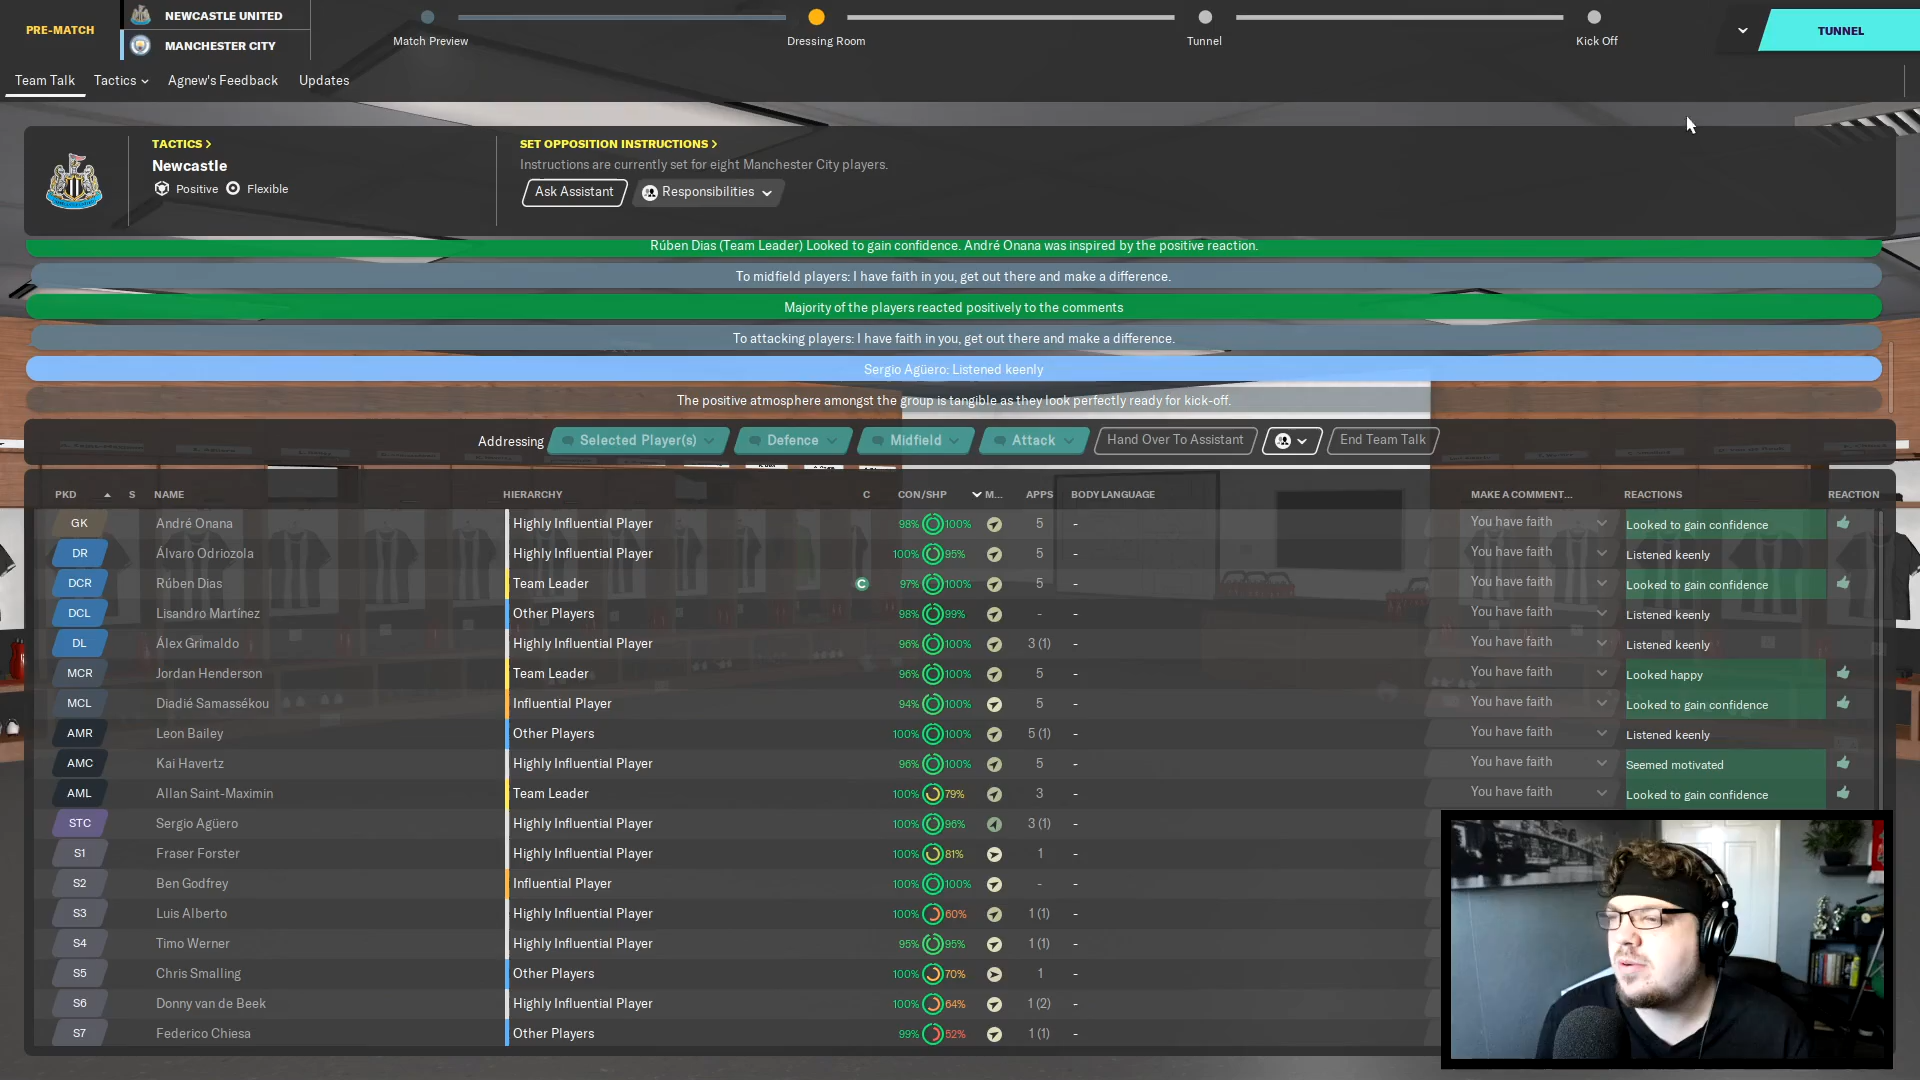 PRE-MATCH
NEWCASTLE UNITED
MANCHESTER CITY
Match Preview
Dressing Room
Tunnel
Kick Off
TUNNEL
Team Talk
Tactics
Agnew's Feedback
Updates
TACTICS >
Newcastle
Positive
Flexible
SET OPPOSITION INSTRUCTIONS >
Instructions are currently set for eight Manchester City players.
Ask Assistant
Responsibilities
Rúben Dias (Team Leader) Looked to gain confidence. André Onana was inspired by the positive reaction.
To midfield players: I have faith in you, get out there and make a difference.
Majority of the players reacted positively to the comments
To attacking players: I have faith in you, get out there and make a difference.
Sergio Agüero: Listened keenly
The positive atmosphere amongst the group is tangible as they look perfectly ready for kick-off.
Addressing Selected Player(s) Defence Midfield Attack Hand Over To Assistant End Team Talk
PKD S NAME HIERARCHY C CON/SHP M... APPS BODY LANGUAGE MAKE A COMMENT... REACTIONS REACTION
GK André Onana Highly Influential Player 98% 100% 5 - You have faith Looked to gain confidence
DR Álvaro Odriozola Highly Influential Player 100% 95% 5 - You have faith Listened keenly
DCR Rúben Dias Team Leader C 97% 100% 5 - You have faith Looked to gain confidence
DCL Lisandro Martínez Other Players 98% 99% - - You have faith Listened keenly
DL Álex Grimaldo Highly Influential Player 96% 100% 3 (1) - You have faith Listened keenly
MCR Jordan Henderson Team Leader 96% 100% 5 - You have faith Looked happy
MCL Diadié Samassékou Influential Player 94% 100% 5 - You have faith Looked to gain confidence
AMR Leon Bailey Other Players 100% 100% 5 (1) - You have faith Listened keenly
AMC Kai Havertz Highly Influential Player 96% 100% 5 - You have faith Seemed motivated
AML Allan Saint-Maximin Team Leader 100% 79% 3 - You have faith Looked to gain confidence
STC Sergio Agüero Highly Influential Player 100% 96% 3 (1) -
S1 Fraser Forster Highly Influential Player 100% 81% 1 -
S2 Ben Godfrey Influential Player 100% 100% - -
S3 Luis Alberto Highly Influential Player 100% 60% 1 (1) -
S4 Timo Werner Highly Influential Player 95% 95% 1 (1) -
S5 Chris Smalling Other Players 100% 70% 1 -
S6 Donny van de Beek Highly Influential Player 100% 64% 1 (2) -
S7 Federico Chiesa Other Players 99% 52% 1 (1) -